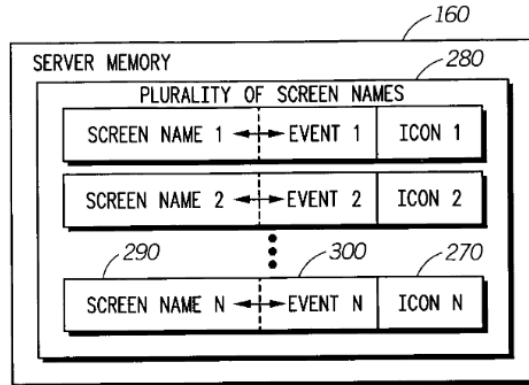 160
SERVER MEMORY
280
PLURALITY OF SCREEN NAMES
SCREEN NAME 1 EVENT 1 ICON 1
SCREEN NAME 2 EVENT 2 ICON 2
290 300 270
SCREEN NAME N EVENT N ICON N